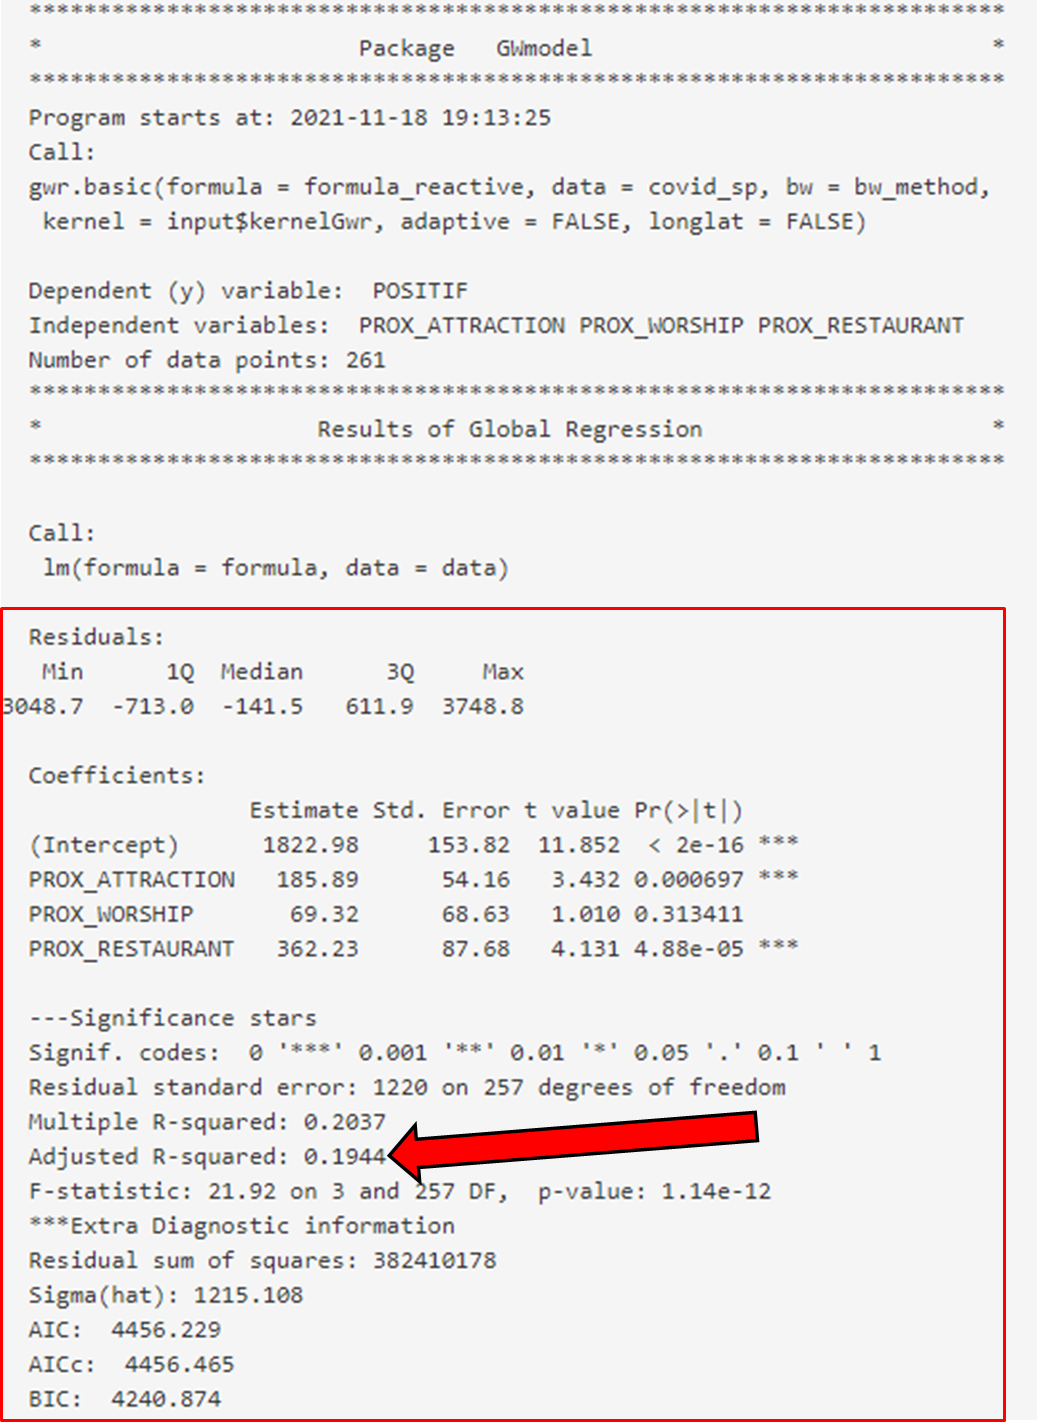 ***********************************************************************
* Package GWmodel *
***********************************************************************
Program starts at: 2021-11-18 19:13:25
Call:
gwr.basic(formula = formula_reactive, data = covid_sp, bw = bw_method,
kernel = input$kernelGwr, adaptive = FALSE, longlat = FALSE)
Dependent (y) variable: POSITIF
Independent variables: PROX_ATTRACTION PROX_WORSHIP PROX_RESTAURANT
Number of data points: 261
***********************************************************************
* Results of Global Regression *
***********************************************************************
Call:
lm(formula = formula, data = data)
Residuals:
Min 1Q Median 3Q Max
3048.7 -713.0 -141.5 611.9 3748.8
Coefficients:
Estimate Std. Error t value Pr(>|t|)
(Intercept) 1822.98 153.82 11.852 < 2e-16 ***
PROX_ATTRACTION 185.89 54.16 3.432 0.000697 ***
PROX_WORSHIP 69.32 68.63 1.010 0.313411
PROX_RESTAURANT 362.23 87.68 4.131 4.88e-05 ***
---Significance stars
Signif. codes: 0 '***' 0.001 '**' 0.01 '*' 0.05 '.' 0.1 ' ' 1
Residual standard error: 1220 on 257 degrees of freedom
Multiple R-squared: 0.2037
Adjusted R-squared: 0.1944
F-statistic: 21.92 on 3 and 257 DF, p-value: 1.14e-12
***Extra Diagnostic information
Residual sum of squares: 382410178
Sigma(hat): 1215.108
AIC: 4456.229
AICc: 4456.465
BIC: 4240.874